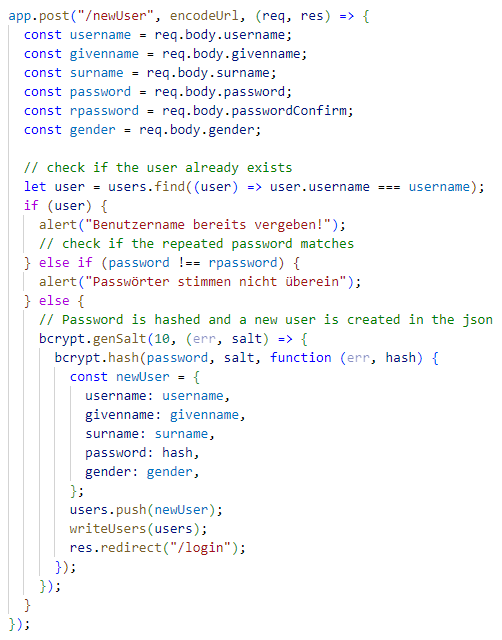 app.post("/newUser", encodeUrl, (req, res) => {
  const username = req.body.username;
  const givenname = req.body.givenname;
  const surname = req.body.surname;
  const password = req.body.password;
  const rpassword = req.body.passwordConfirm;
  const gender = req.body.gender;

  // check if the user already exists
  let user = users.find((user) => user.username === username);
  if (user) {
    alert("Benutzername bereits vergeben!");
    // check if the repeated password matches
  } else if (password !== rpassword) {
    alert("Passwörter stimmen nicht überein");
  } else {
    // Password is hashed and a new user is created in the json
    bcrypt.genSalt(10, (err, salt) => {
      bcrypt.hash(password, salt, function (err, hash) {
        const newUser = {
          username: username,
          givenname: givenname,
          surname: surname,
          password: hash,
          gender: gender,
        };
        users.push(newUser);
        writeUsers(users);
        res.redirect("/login");
      });
    });
  }
});